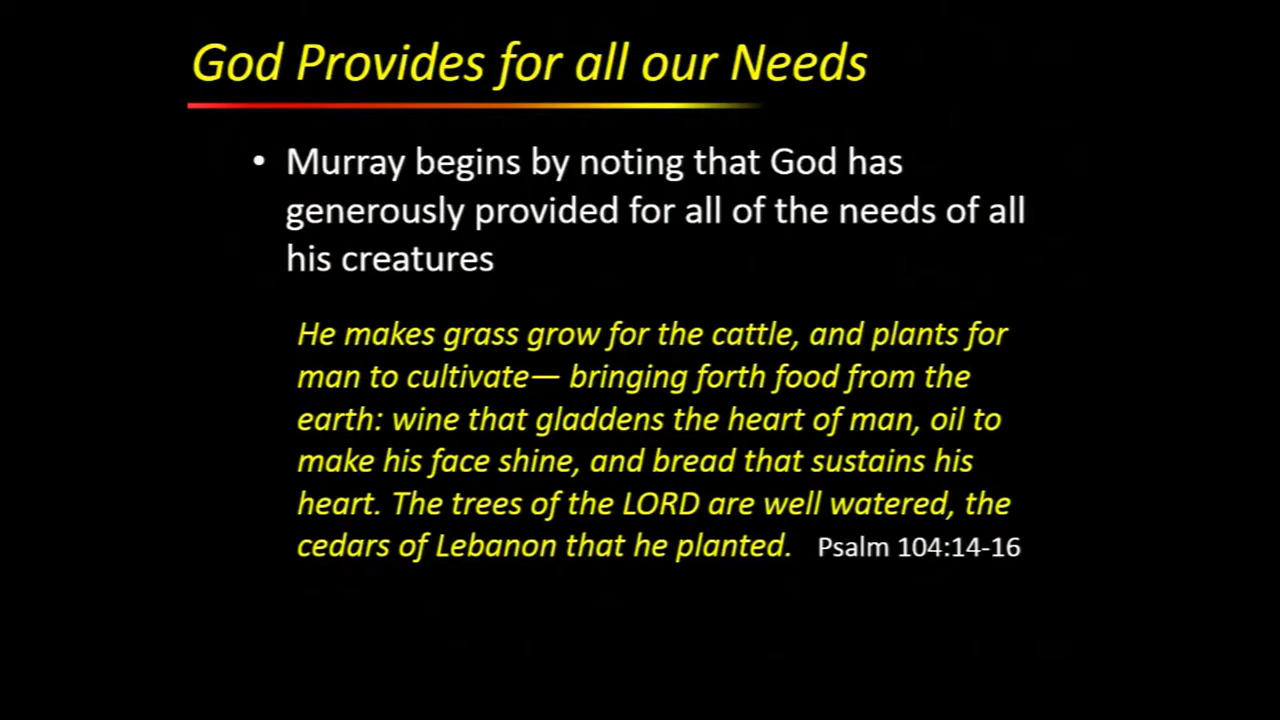 God Provides for all our Needs
• Murray begins by noting that God has
generously provided for all of the needs of all
his creatures
He makes grass grow for the cattle, and plants for
man to cultivate— bringing forth food from the
earth: wine that gladdens the heart of man, oil to
make his face shine, and bread that sustains his
heart. The trees of the LORD are well watered, the
cedars of Lebanon that he planted. Psalm 104:14-16